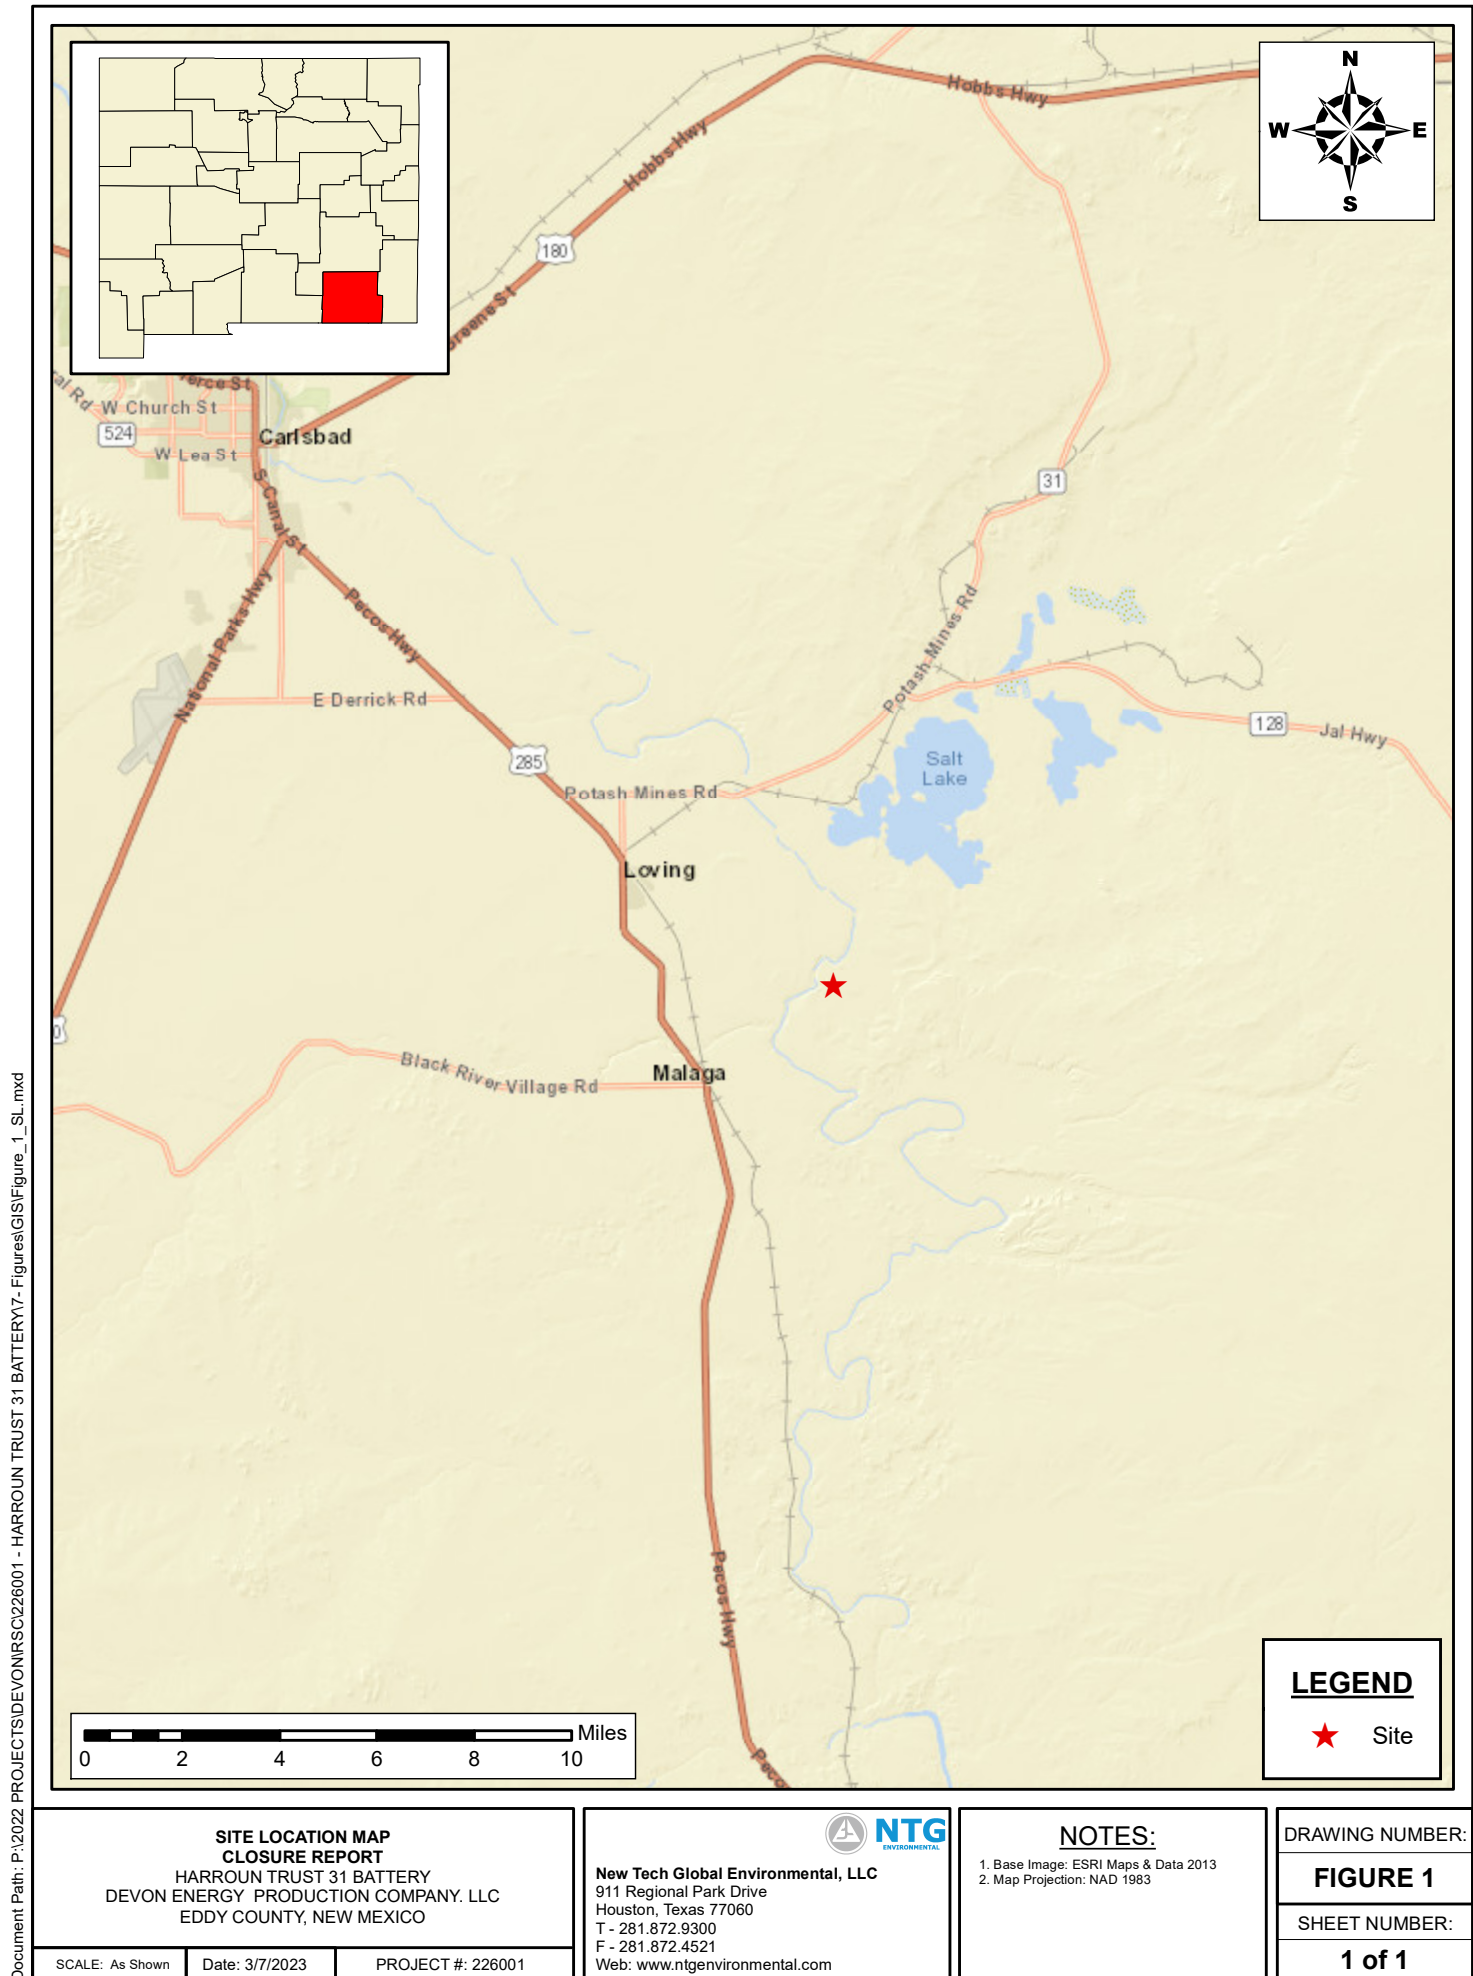 N
W
E
S
Hobbs Hwy
Hobbs Hwy
180
Greene St
ierce St
ral Rd
W Church St
524
Carlsbad
W Lea St
S Canal St
31
National Parks Hwy
Pecos Hwy
Potash Mines Rd
E Derrick Rd
128
Jal Hwy
285
Salt
Lake
Potash Mines Rd
Loving
0
Black River Village Rd
Malaga
Pecos Hwy
Peco
Miles
0 2 4 6 8 10
LEGEND
Site
Document Path: P:\2022 PROJECTS\DEVON\RSC\226001 - HARROUN TRUST 31 BATTERY\7- Figures\GIS\Figure_1_SL.mxd
SITE LOCATION MAP
CLOSURE REPORT
HARROUN TRUST 31 BATTERY
DEVON ENERGY PRODUCTION COMPANY. LLC
EDDY COUNTY, NEW MEXICO
SCALE: As Shown
Date: 3/7/2023
PROJECT #: 226001
NTG
ENVIRONMENTAL
New Tech Global Environmental, LLC
911 Regional Park Drive
Houston, Texas 77060
T - 281.872.9300
F - 281.872.4521
Web: www.ntgenvironmental.com
NOTES:
1. Base Image: ESRI Maps & Data 2013
2. Map Projection: NAD 1983
DRAWING NUMBER:
FIGURE 1
SHEET NUMBER:
1 of 1